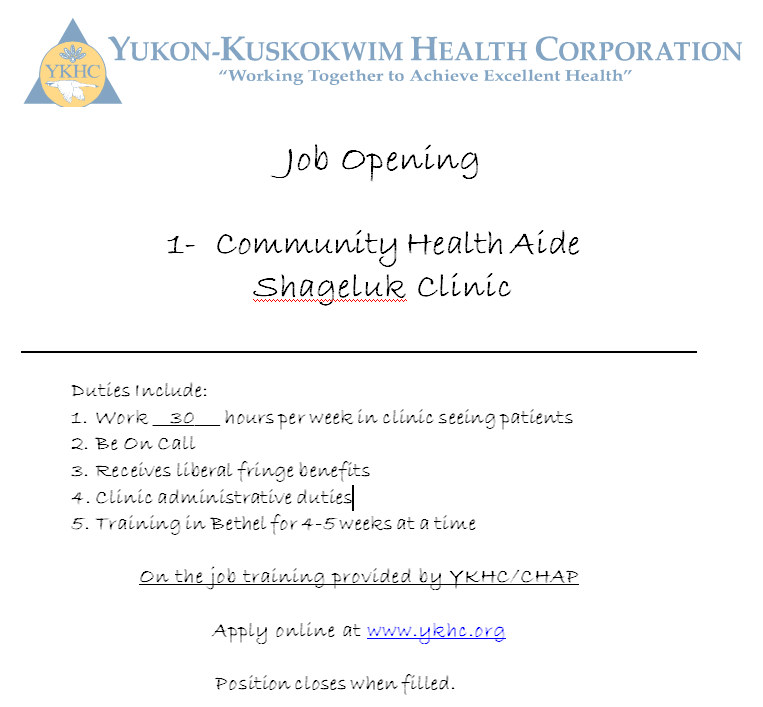 YUKON-KUSKOKWIM HEALTH CORPORATION
YKHC
“Working Together to Achieve Excellent Health”
Job Opening
1- Community Health Aide
Shageluk Clinic
Duties Include:
1. Work __30___ hours per week in clinic seeing patients
2. Be On Call
3. Receives liberal fringe benefits
4. Clinic administrative duties
5. Training in Bethel for 4-5 weeks at a time
On the job training provided by YKHC/CHAP
Apply online at www.ykhc.org
Position closes when filled.